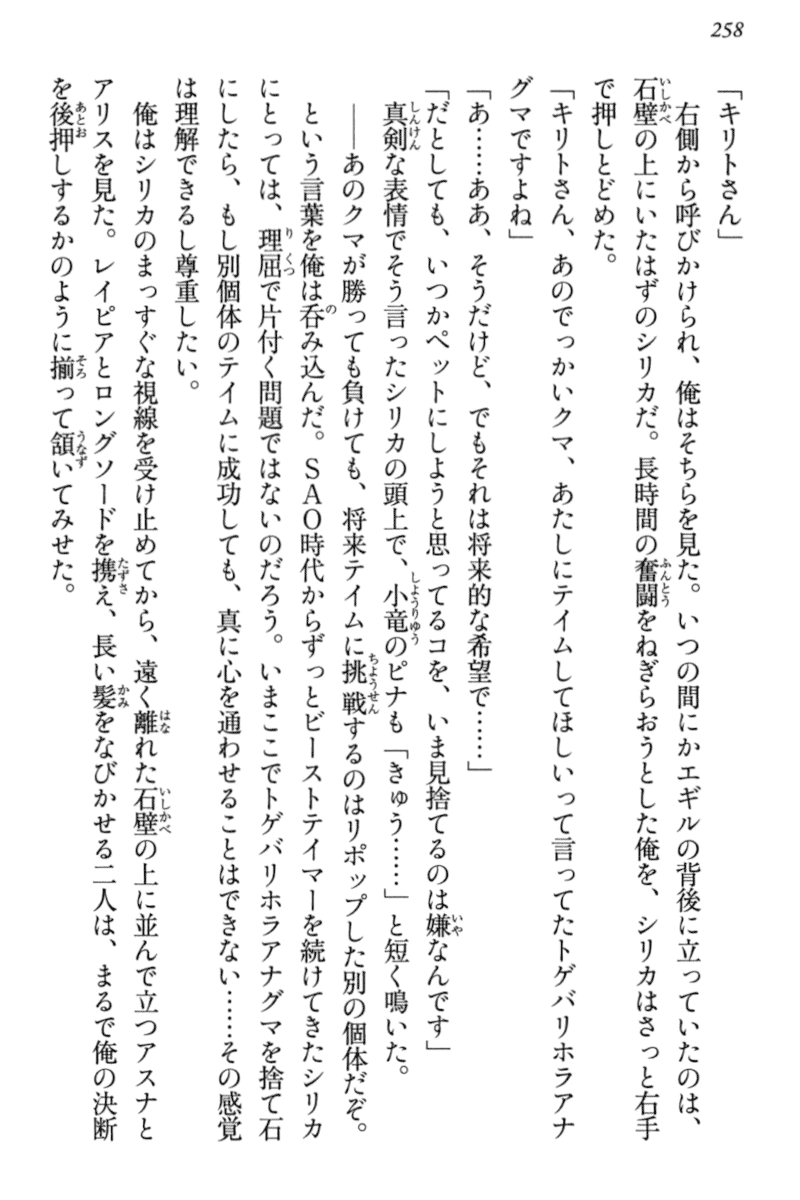 258
「キリトさん」
　右側から呼びかけられ、俺はそちらを見た。いつの間にかエギルの背後に立っていたのは、
石壁の上にいたはずのシリカだ。長時間の奮闘をねぎらおうとした俺を、シリカはさっと右手
で押しとどめた。
「キリトさん、あのでっかいクマ、あたしにテイムしてほしいって言ってたトゲバリホラアナ
グマですよね」
「あ……ああ、そうだけど、でもそれは将来的な希望で……」
「だとしても、いつかペットにしようと思ってるコを、いま見捨てるのは嫌なんです」
　真剣な表情でそう言ったシリカの頭上で、小竜のピナも「きゅう……」と短く鳴いた。
　――あのクマが勝っても負けても、将来テイムに挑戦するのはリポップした別の個体だぞ。
　という言葉を俺は呑み込んだ。ＳＡＯ時代からずっとビーストテイマーを続けてきたシリカ
にとっては、理屈で片付く問題ではないのだろう。いまここでトゲバリホラアナグマを捨て石
にしたら、もし別個体のテイムに成功しても、真に心を通わせることはできない……その感覚
は理解できるし尊重したい。
　俺はシリカのまっすぐな視線を受け止めてから、遠く離れた石壁の上に並んで立つアスナと
アリスを見た。レイピアとロングソードを携え、長い髪をなびかせる二人は、まるで俺の決断
を後押しするかのように揃って頷いてみせた。